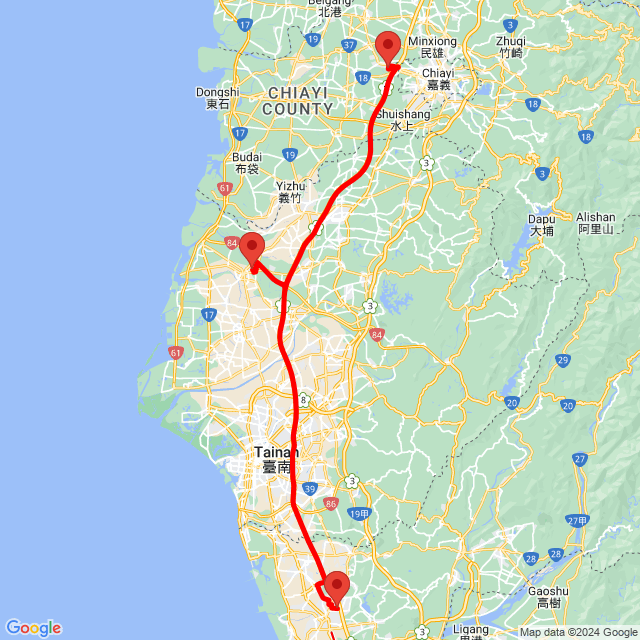 Beigang
北港
Minxiong
民雄
Zhuqi
竹崎
37
18
3
Dongshi
東石
CHIAYI
COUNTY
18
Chiayi
嘉義
17
Shuishang
水上
18
Budai
布袋
19
3
3
61
Yizhu
義竹
Dapu
大埔
Alishan
阿里山
84
17
3
84
61
29
8
20
20
Tainan
臺南
3
27
39
86
19甲
27甲
28
28
Gaoshu
高樹
3
Ligang
里港
Google
Map data ©2024 Google